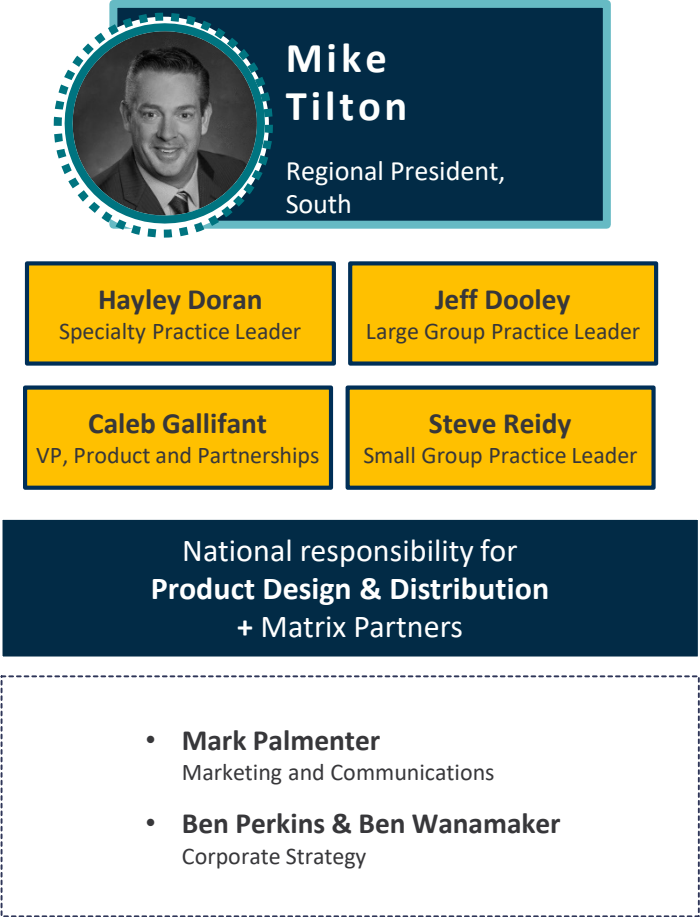 Mike
Tilton
Regional President,
South
Hayley Doran
Specialty Practice Leader
Jeff Dooley
Large Group Practice Leader
Caleb Gallifant
VP, Product and Partnerships
Steve Reidy
Small Group Practice Leader
National responsibility for
Product Design & Distribution
+ Matrix Partners
• Mark Palmenter
Marketing and Communications
• Ben Perkins & Ben Wanamaker
Corporate Strategy